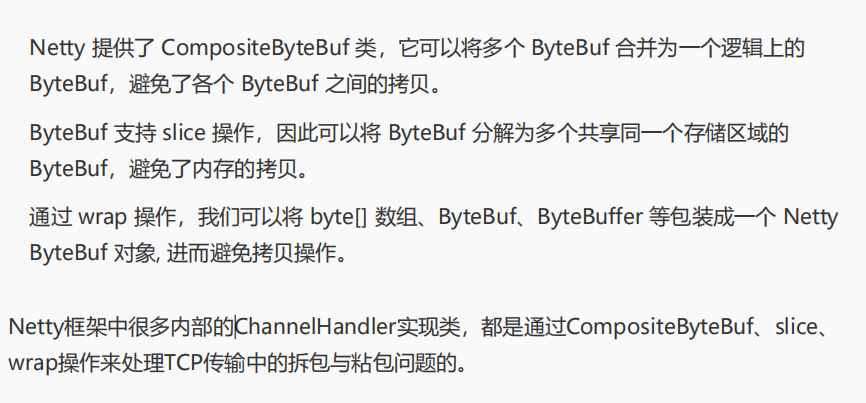 Netty 提供了 CompositeByteBuf 类，它可以将多个 ByteBuf 合并为一个逻辑上的
ByteBuf，避免了各个 ByteBuf 之间的拷贝。
ByteBuf 支持 slice 操作，因此可以将 ByteBuf 分解为多个共享同一个存储区域的
ByteBuf，避免了内存的拷贝。
通过 wrap 操作，我们可以将 byte[] 数组、ByteBuf、ByteBuffer 等包装成一个 Netty
ByteBuf 对象, 进而避免拷贝操作。
Netty框架中很多内部的ChannelHandler实现类，都是通过CompositeByteBuf、slice、
wrap操作来处理TCP传输中的拆包与粘包问题的。